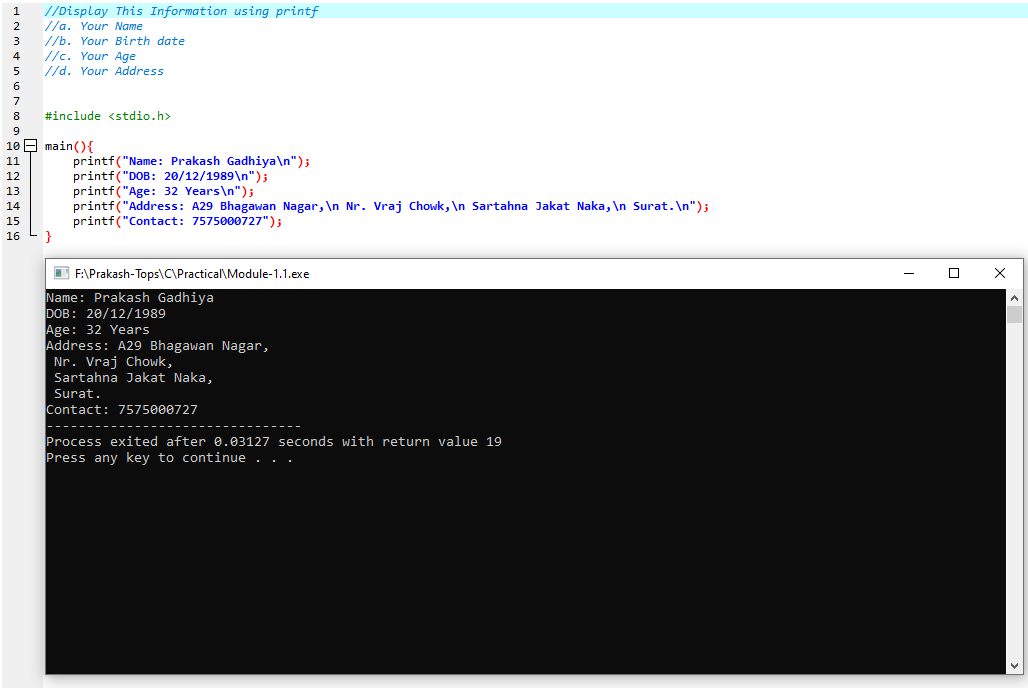 1 //Display This Information using printf
2 //a. Your Name
3 //b. Your Birth date
4 //c. Your Age
5 //d. Your Address
6
7
8 #include <stdio.h>
9
10 main(){
11 printf("Name: Prakash Gadhiya\n");
12 printf("DOB: 20/12/1989\n");
13 printf("Age: 32 Years\n");
14 printf("Address: A29 Bhagawan Nagar,\n Nr. Vraj Chowk,\n Sartahna Jakat Naka,\n Surat.\n");
15 printf("Contact: 7575000727");
16 }
F:\Prakash-Tops\C\Practical\Module-1.1.exe
Name: Prakash Gadhiya
DOB: 20/12/1989
Age: 32 Years
Address: A29 Bhagawan Nagar,
 Nr. Vraj Chowk,
 Sartahna Jakat Naka,
 Surat.
Contact: 7575000727
--------------------------------
Process exited after 0.03127 seconds with return value 19
Press any key to continue . . .